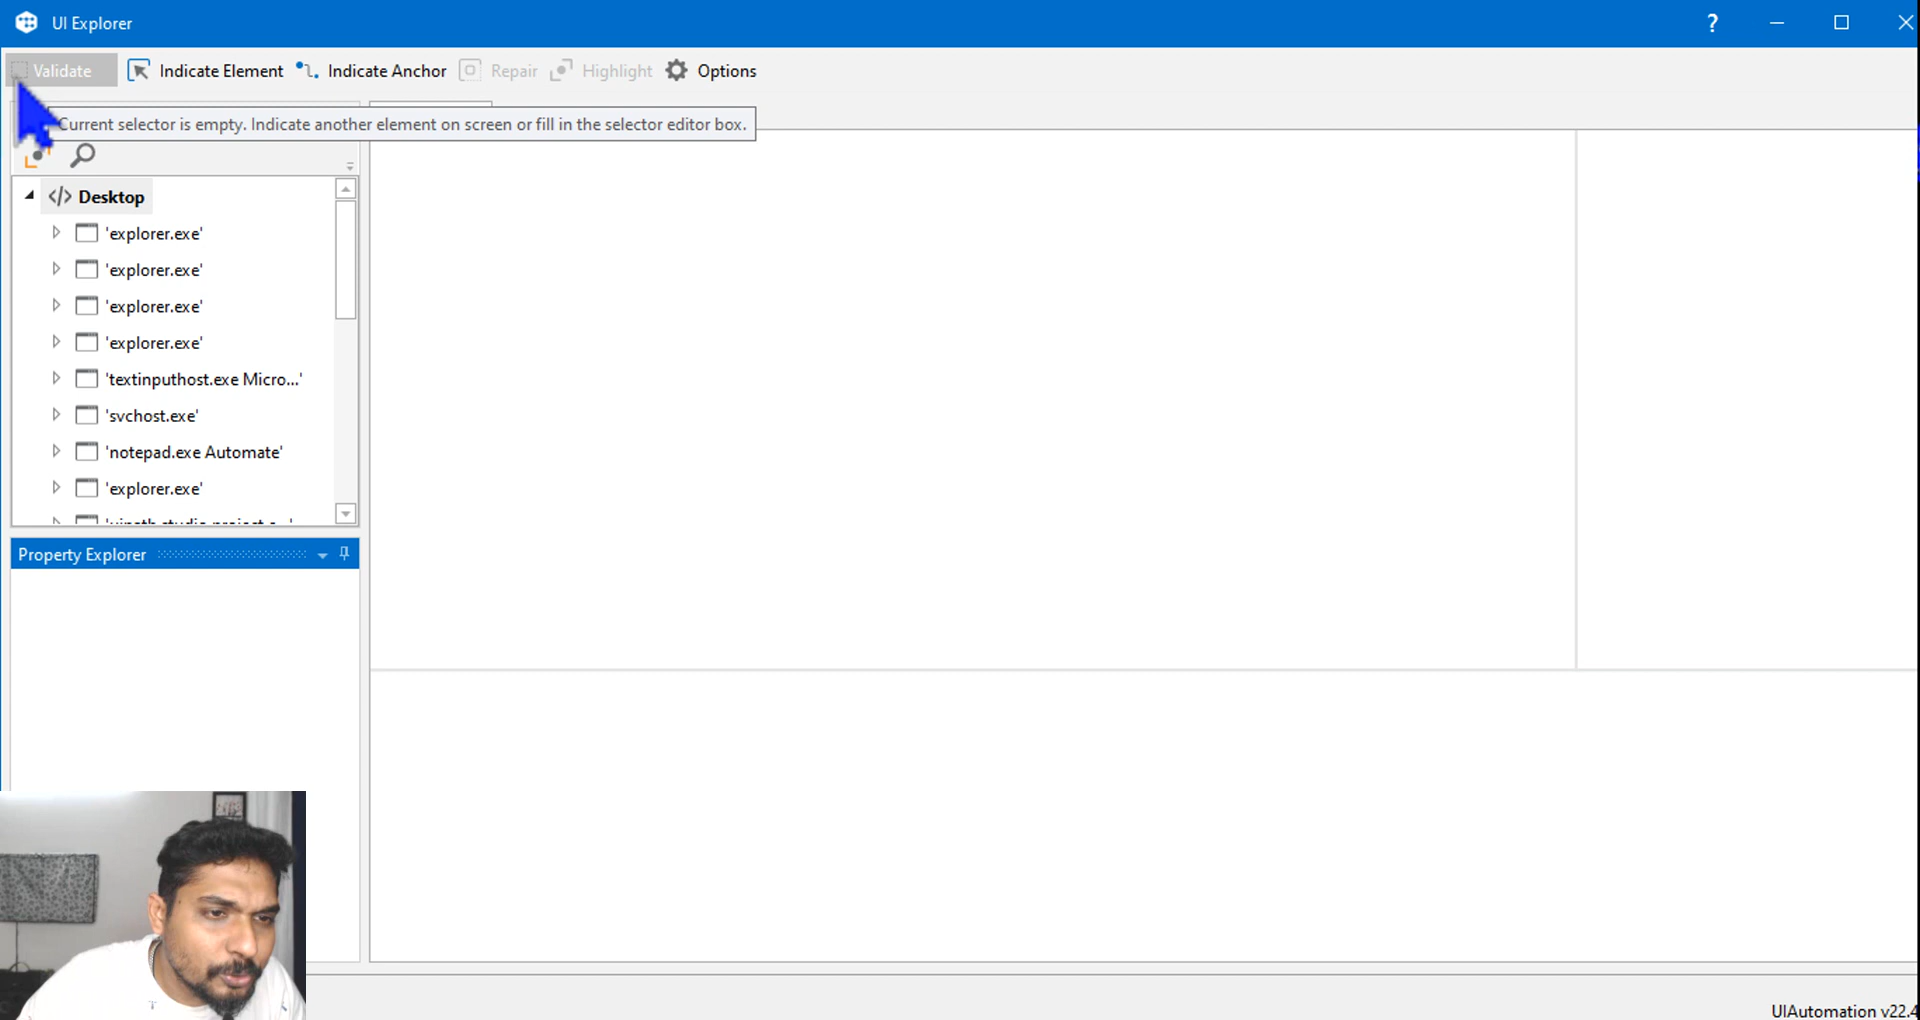 UI Explorer
?
Validate
Indicate Element
Indicate Anchor
Repair
Highlight
Options
Current selector is empty. Indicate another element on screen or fill in the selector editor box.
</> Desktop
'explorer.exe'
'explorer.exe'
'explorer.exe'
'explorer.exe'
'textinputhost.exe Micro...'
'svchost.exe'
'notepad.exe Automate'
'explorer.exe'
Property Explorer
UIAutomation v22.4